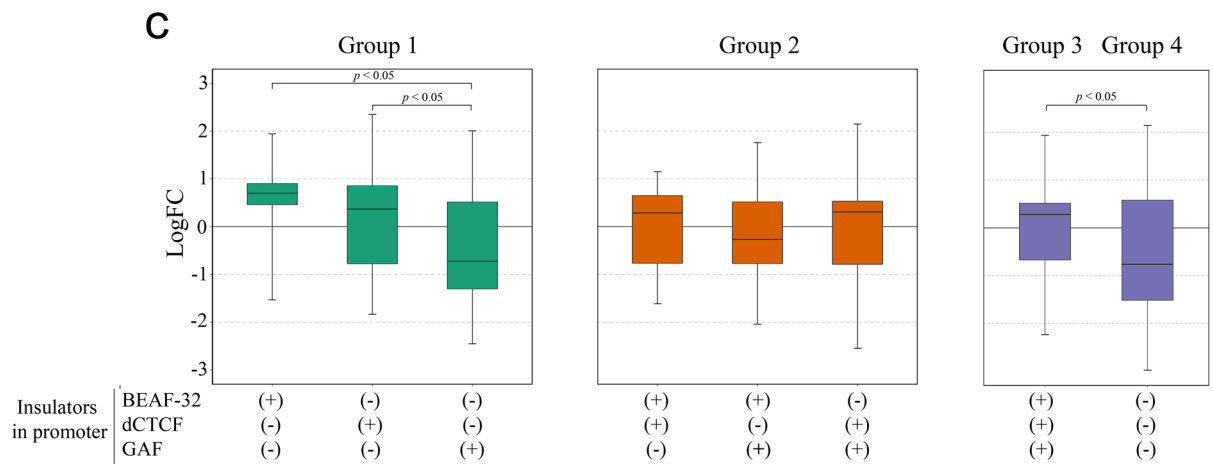 C
Group 1 Group 2 Group 3 Group 4
p < 0.05
p < 0.05
p < 0.05
LogFC
3
2
1
0
-1
-2
-3
Insulators in promoter
BEAF-32 (+) (-) (-) (+) (+) (-) (+) (-)
dCTCF (-) (+) (-) (+) (-) (+) (+) (-)
GAF (-) (-) (+) (-) (+) (+) (+) (-)